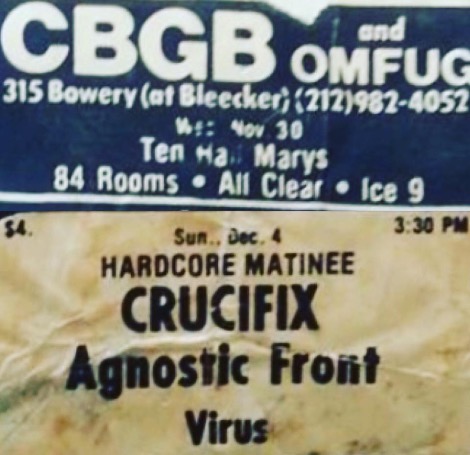 CBGB and
OMFUG
315 Bowery (at Bleecker) (212)982-4052
Nov 30
Ten Hail Marys
84 Rooms • All Clear • Ice 9
$4. Sun., Dec. 4 3:30 PM
HARDCORE MATINEE
CRUCIFIX
Agnostic Front
Virus